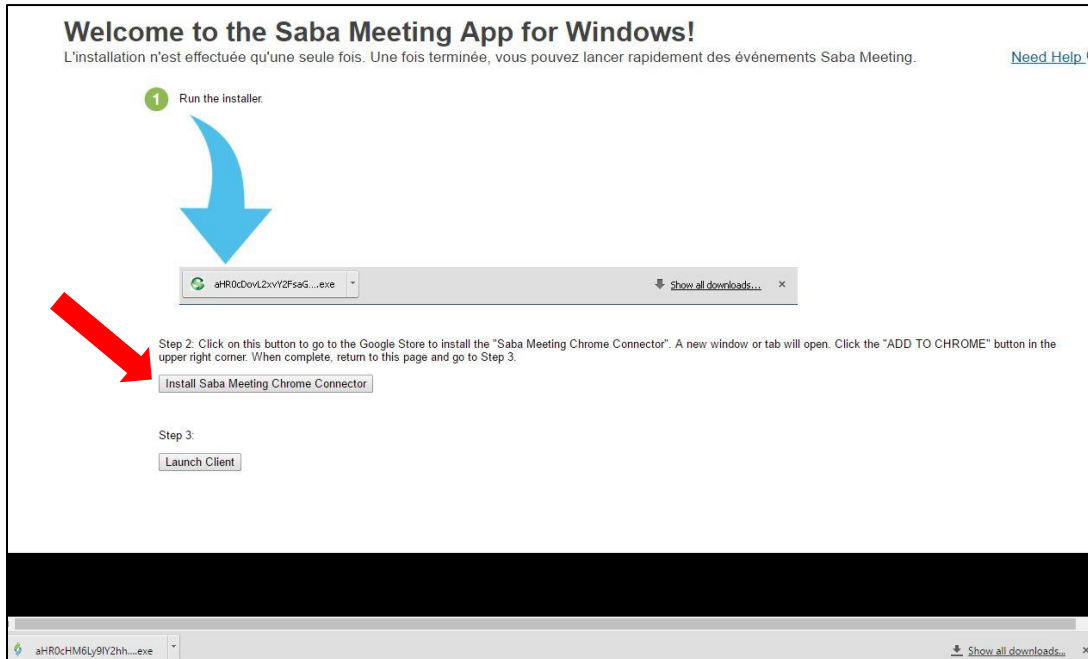 Welcome to the Saba Meeting App for Windows!
L'installation n'est effectuée qu'une seule fois. Une fois terminée, vous pouvez lancer rapidement des événements Saba Meeting.
Need Help
1 Run the installer.
aHR0cDovL2xvY2FsaG....exe
Show all downloads...
Step 2: Click on this button to go to the Google Store to install the "Saba Meeting Chrome Connector". A new window or tab will open. Click the "ADD TO CHROME" button in the
upper right corner. When complete, return to this page and go to Step 3.
Install Saba Meeting Chrome Connector
Step 3:
Launch Client
aHR0cHM6Ly9lY2hh....exe
Show all downloads...